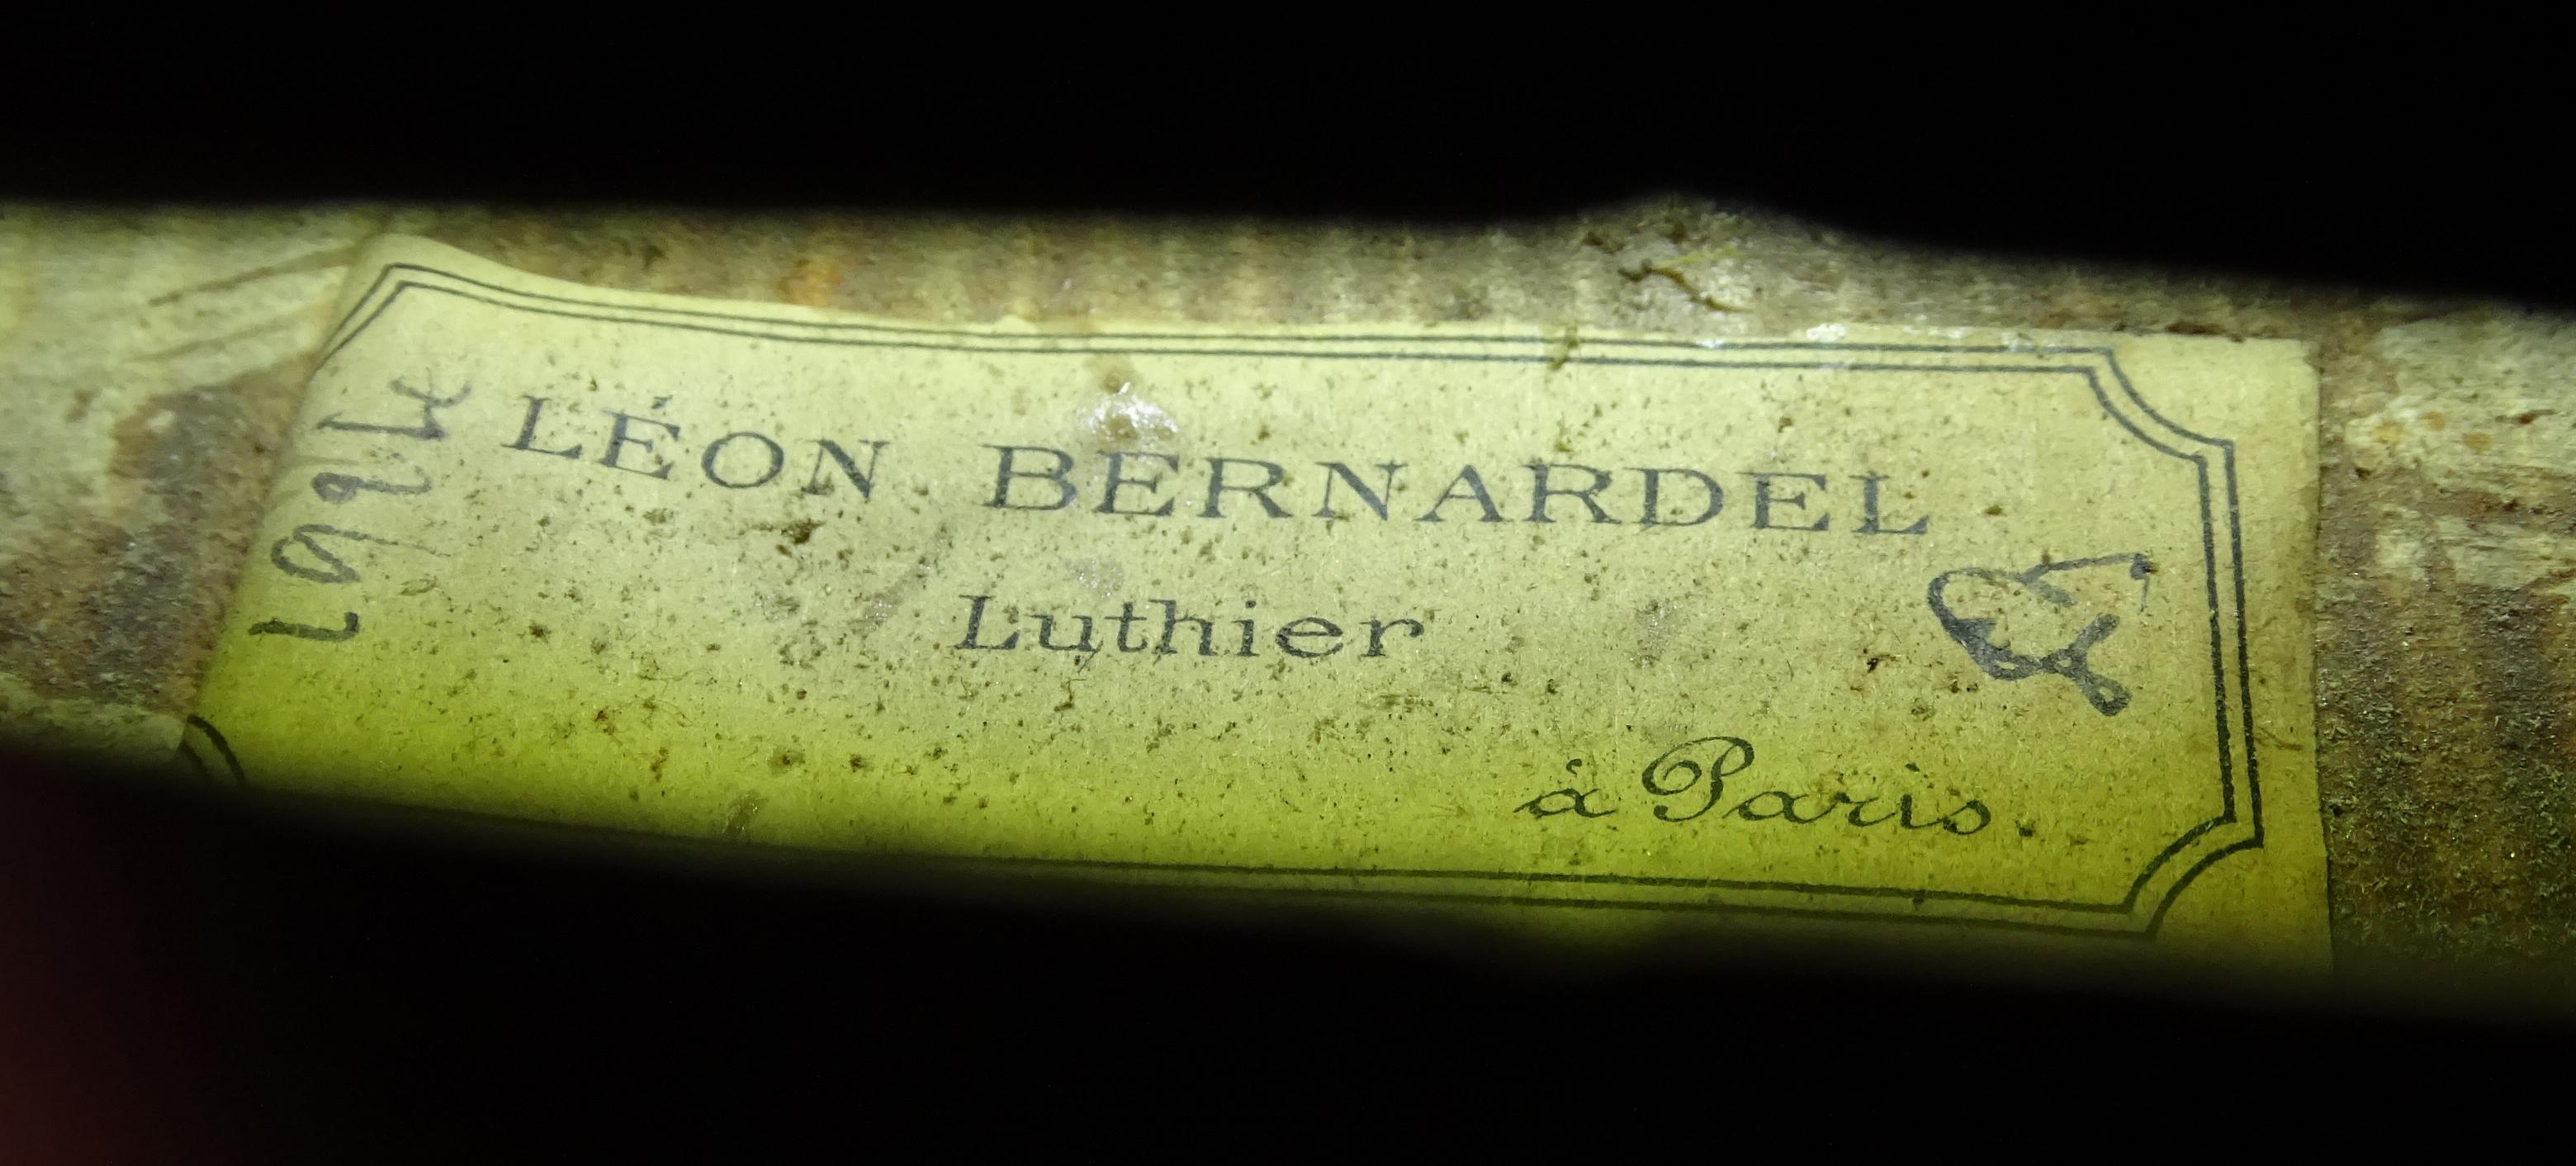 LÉON BERNARDEL
Luthier
à Paris.